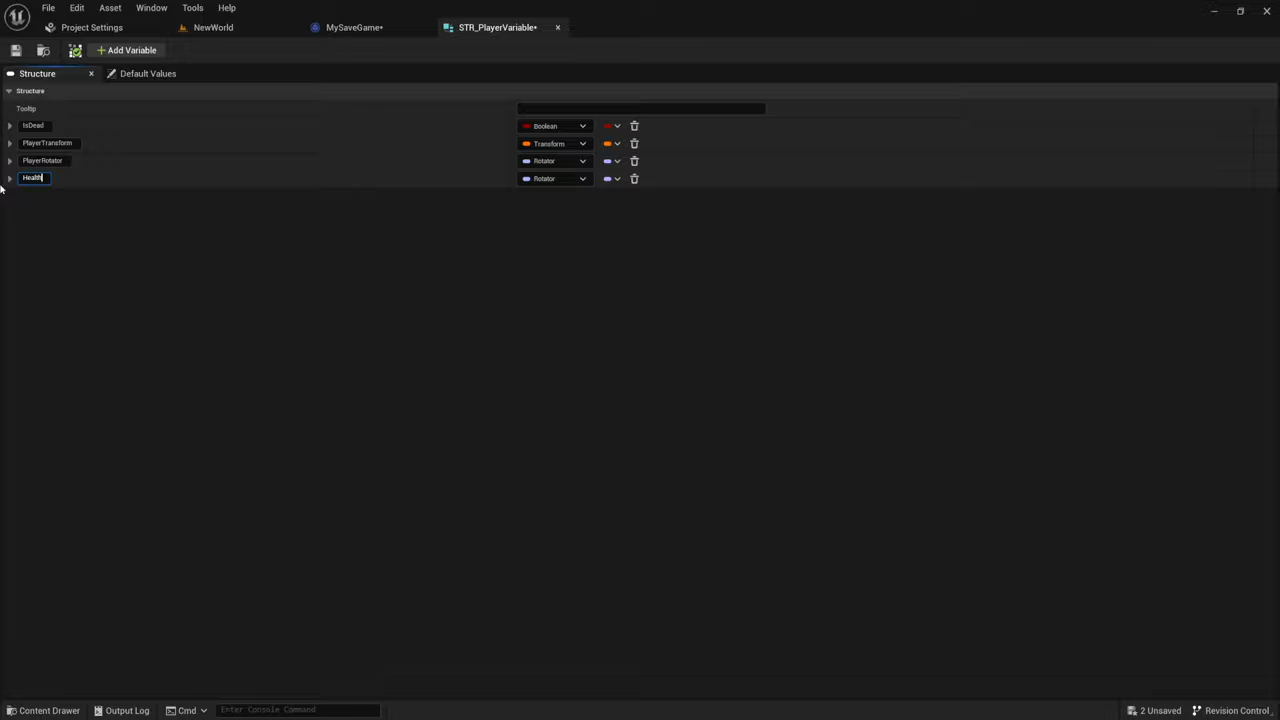 File Edit Asset Window Tools Help
Project Settings NewWorld MySaveGame* STR_PlayerVariable*
Add Variable
Structure Default Values
Structure
Tooltip
IsDead Boolean
PlayerTransform Transform
PlayerRotator Rotator
Health Rotator
Content Drawer Output Log Cmd Enter Console Command 2 Unsaved Revision Control